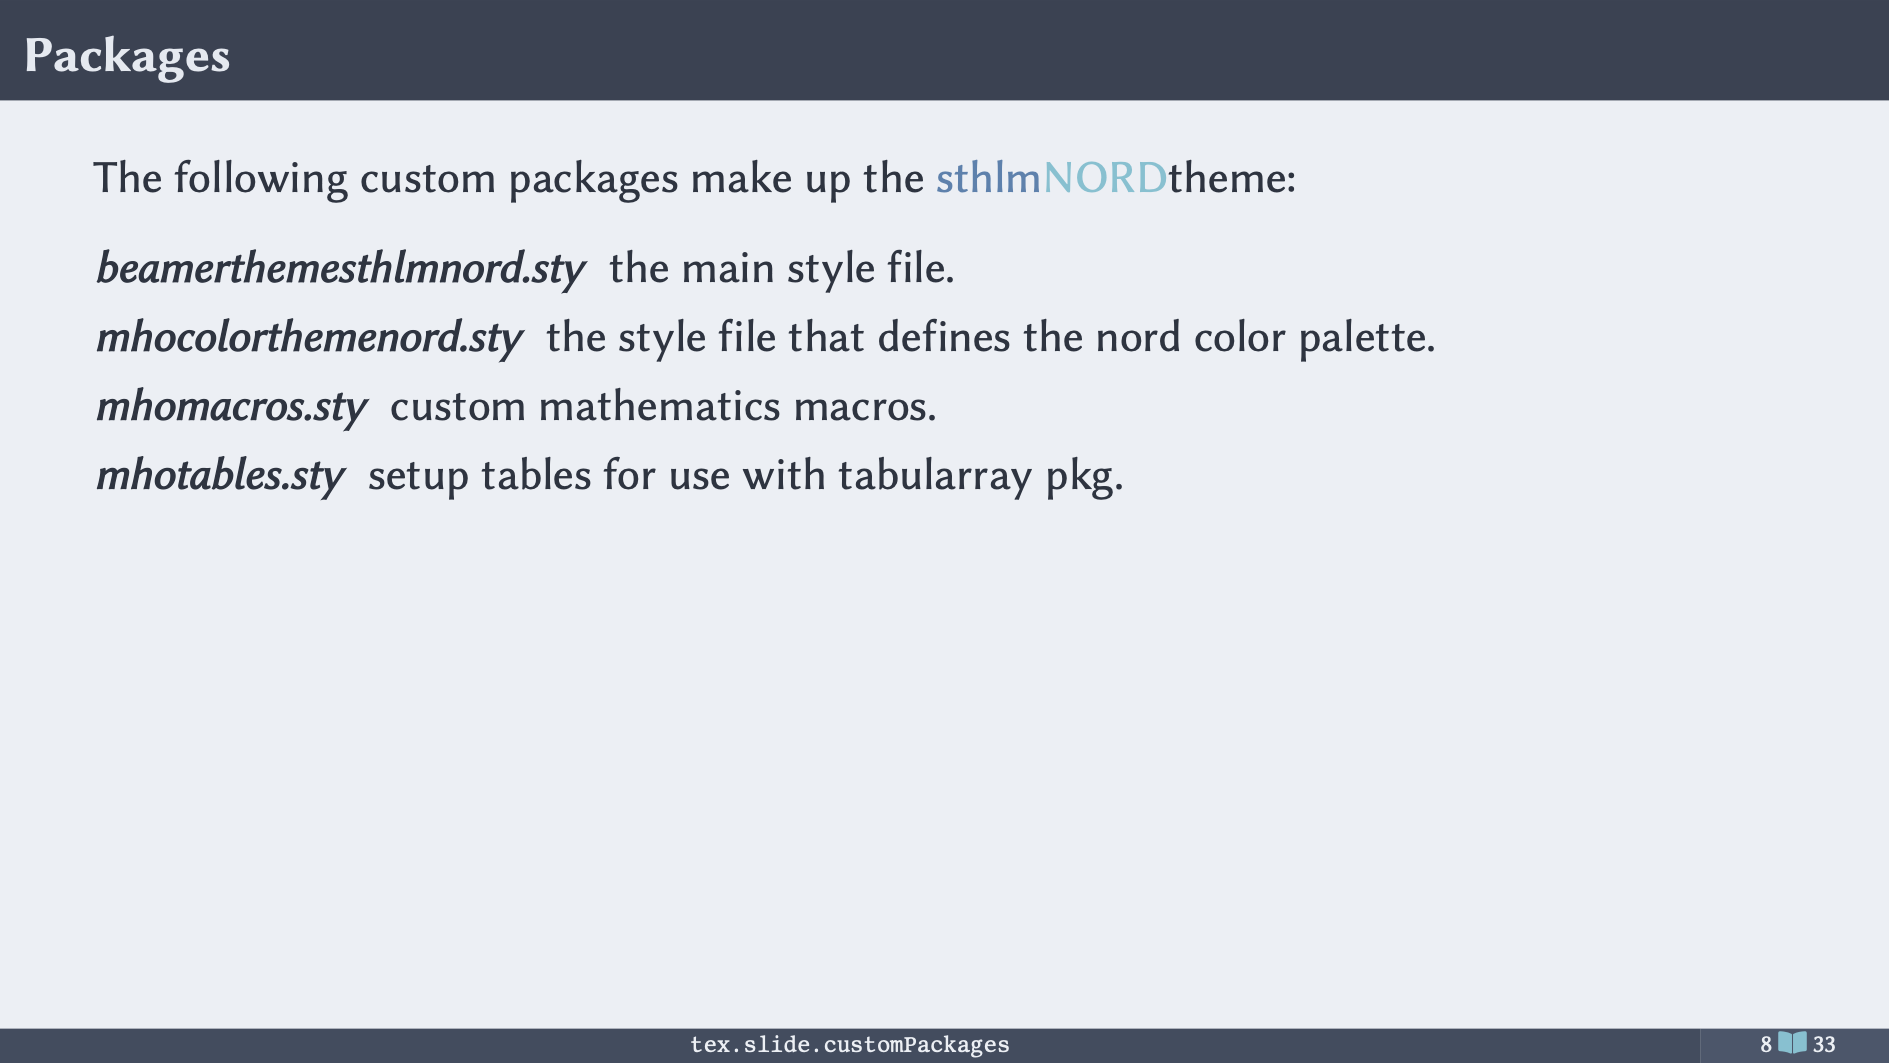 Packages
The following custom packages make up the sthlmNORDtheme:
beamerthemesthlmnord.sty the main style file.
mhocolorthemenord.sty the style file that defines the nord color palette.
mhomacros.sty custom mathematics macros.
mhotables.sty setup tables for use with tabularray pkg.
tex.slide.customPackages
8 33